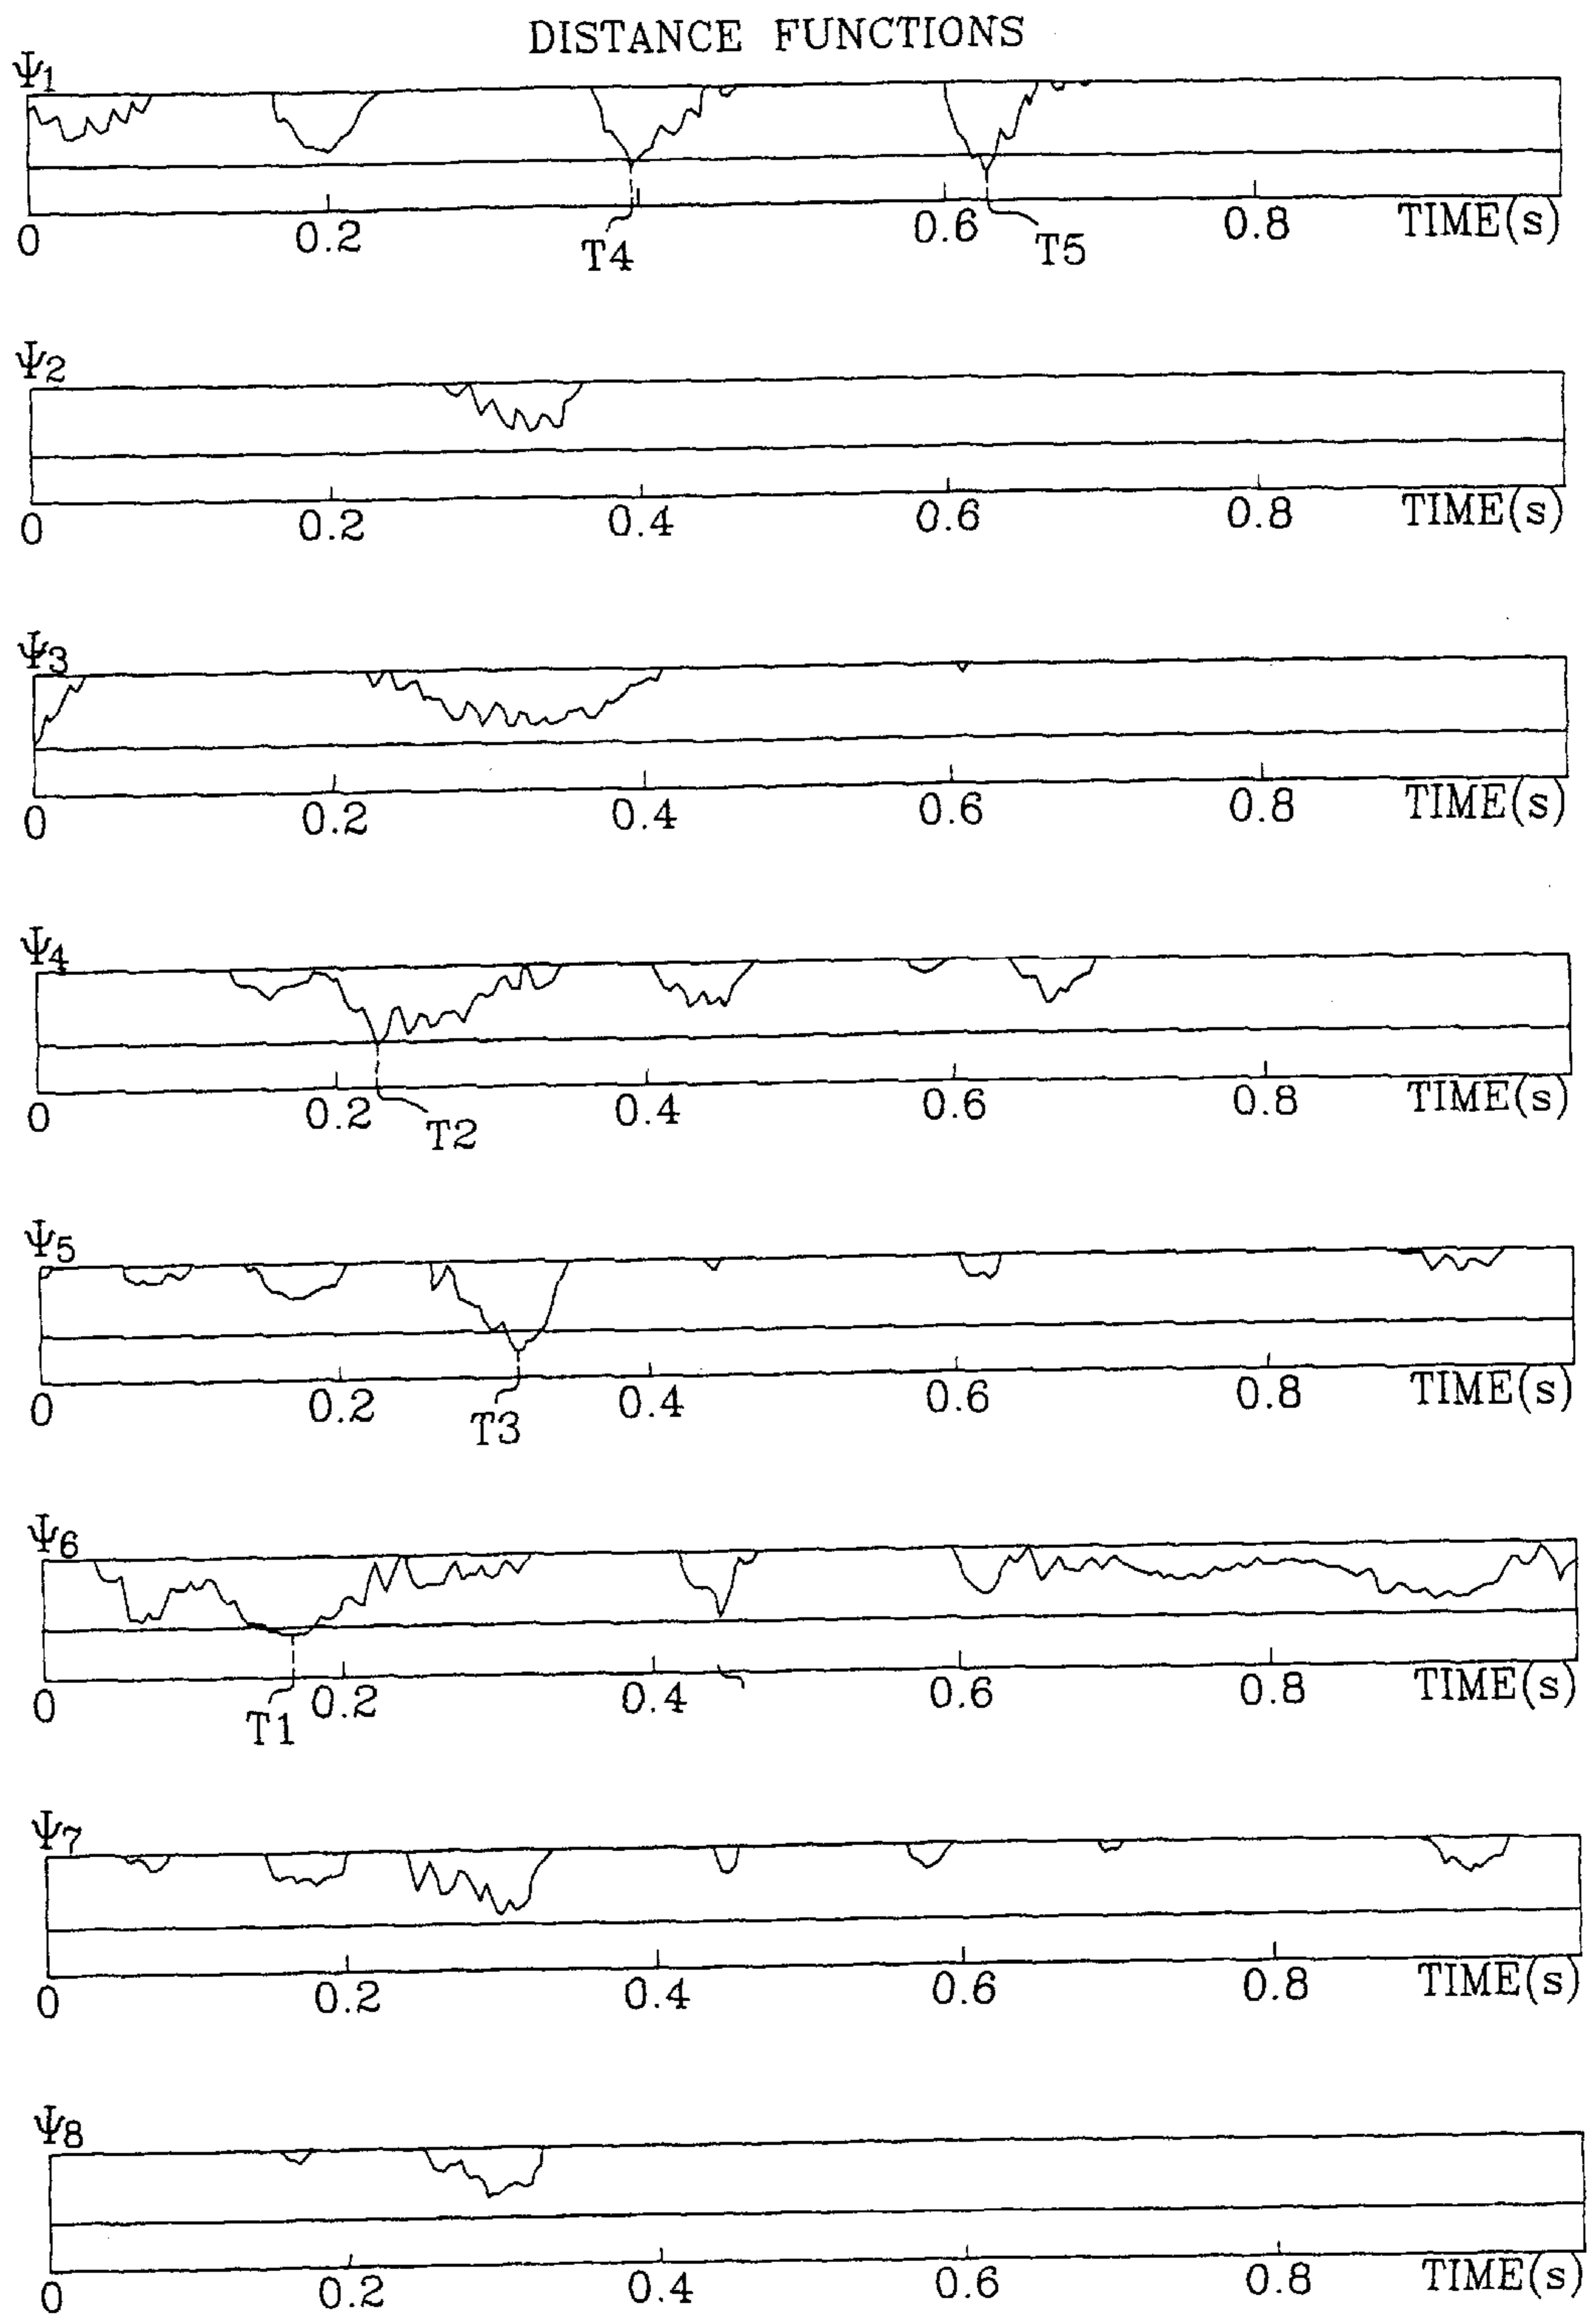 DISTANCE FUNCTIONS
Ψ1
0 0.2 T4 0.6 T5 0.8 TIME(s)
Ψ2
0 0.2 0.4 0.6 0.8 TIME(s)
Ψ3
0 0.2 0.4 0.6 0.8 TIME(s)
Ψ4
0 0.2 T2 0.4 0.6 0.8 TIME(s)
Ψ5
0 0.2 T3 0.4 0.6 0.8 TIME(s)
Ψ6
0 T1 0.2 0.4 0.6 0.8 TIME(s)
Ψ7
0 0.2 0.4 0.6 0.8 TIME(s)
Ψ8
0 0.2 0.4 0.6 0.8 TIME(s)